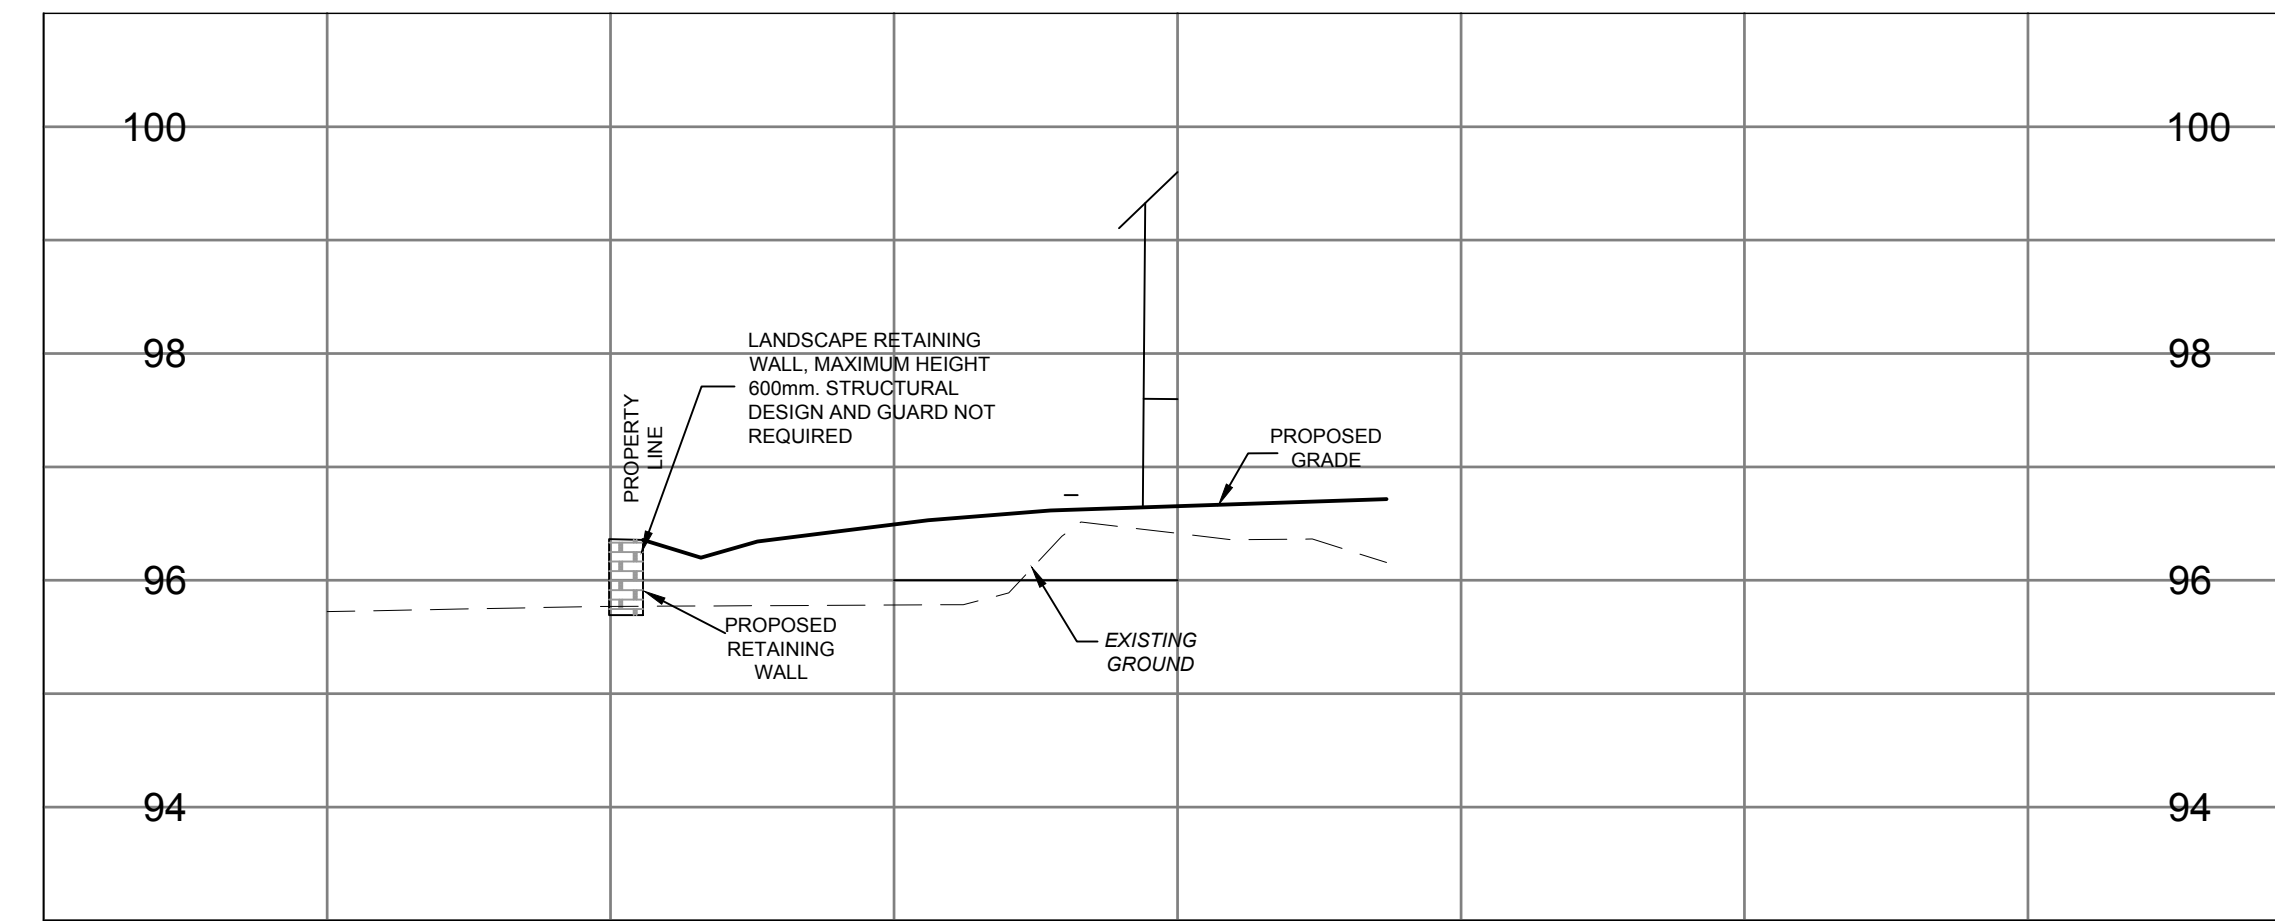 100
100
98
98
LANDSCAPE RETAINING
WALL, MAXIMUM HEIGHT
600mm. STRUCTURAL
DESIGN AND GUARD NOT
REQUIRED
PROPERTY
LINE
PROPOSED
GRADE
96
96
PROPOSED
RETAINING
WALL
EXISTING
GROUND
94
94